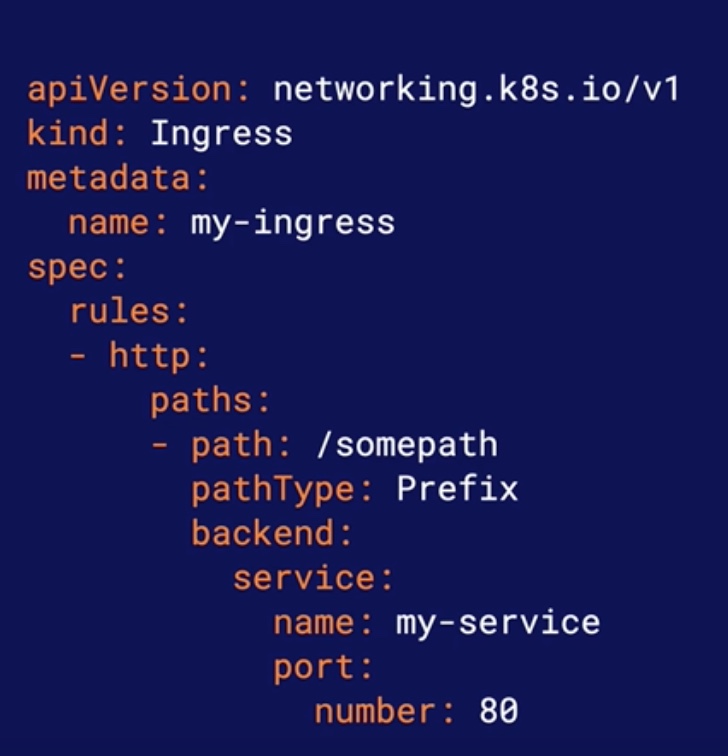 apiVersion: networking.k8s.io/v1
kind: Ingress
metadata:
  name: my-ingress
spec:
  rules:
  - http:
      paths:
      - path: /somepath
        pathType: Prefix
        backend:
          service:
            name: my-service
            port:
              number: 80